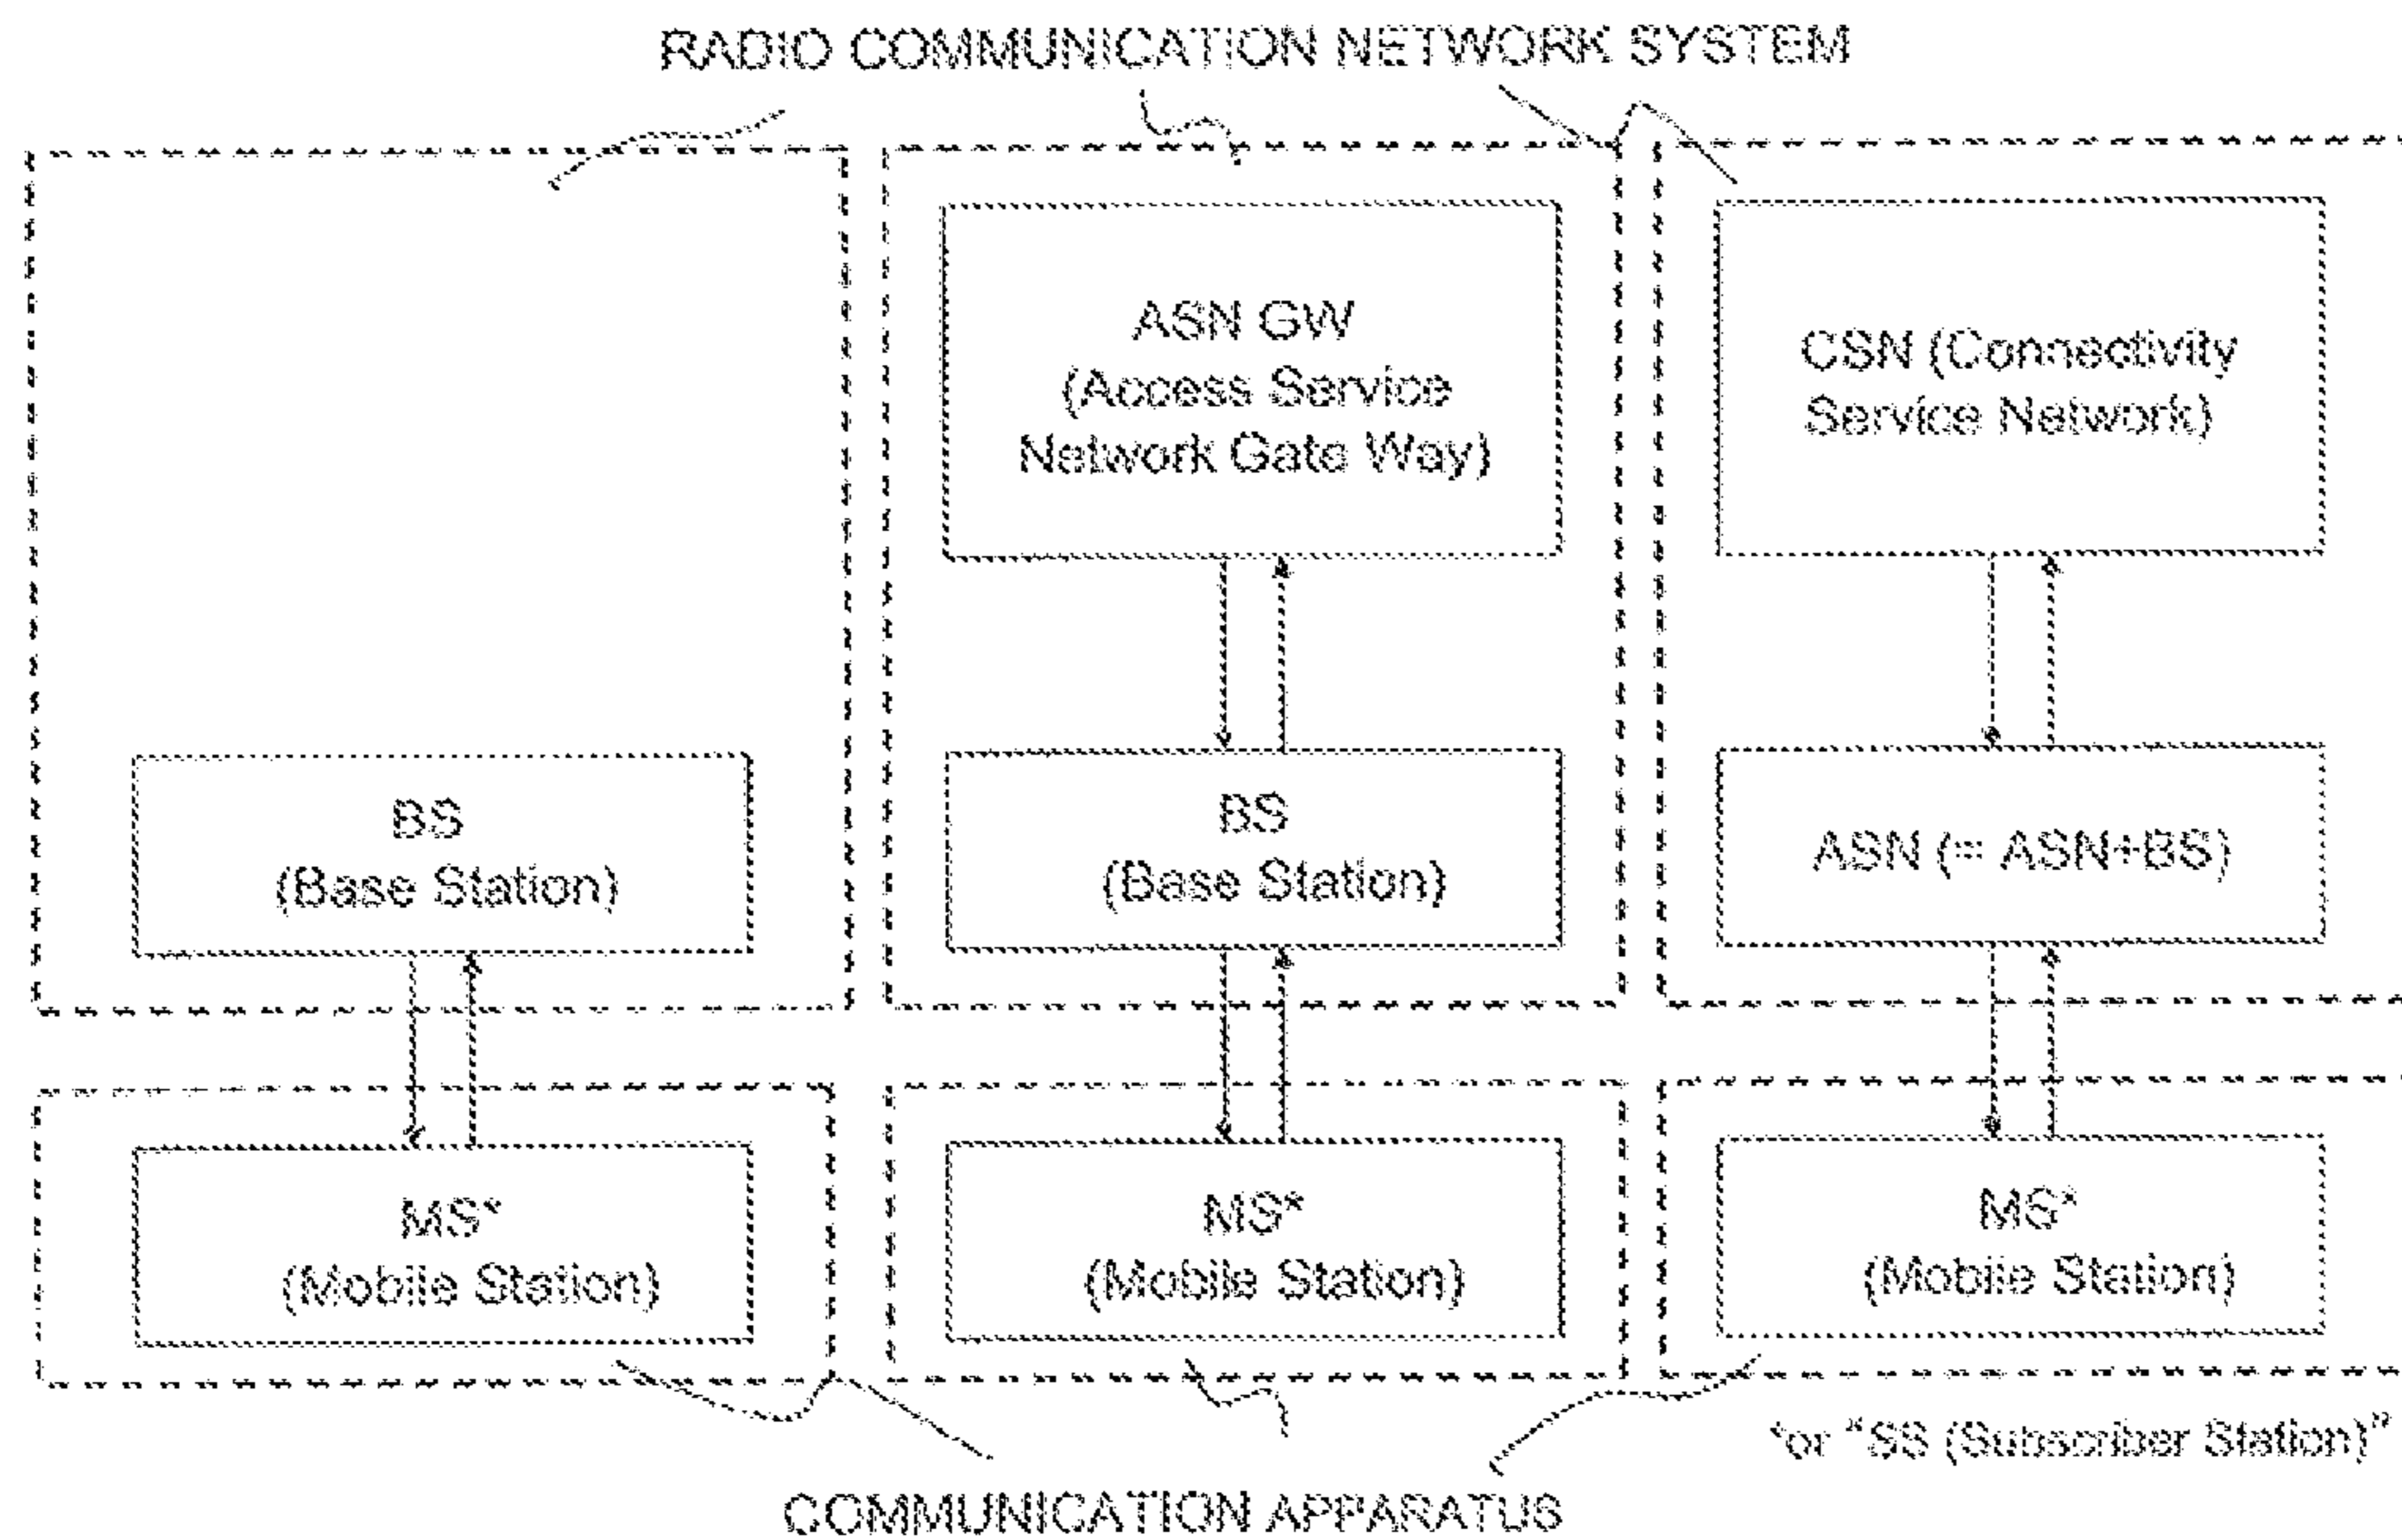 RADIO COMMUNICATION NETWORK SYSTEM
ASN GW
(Access Service
Network Gate Way)
CSN (Connectivity
Service Network)
BS
(Base Station)
BS
(Base Station)
ASN (= ASN+BS)
MS*
(Mobile Station)
MS*
(Mobile Station)
MS*
(Mobile Station)
*or "SS (Subscriber Station)"
COMMUNICATION APPARATUS